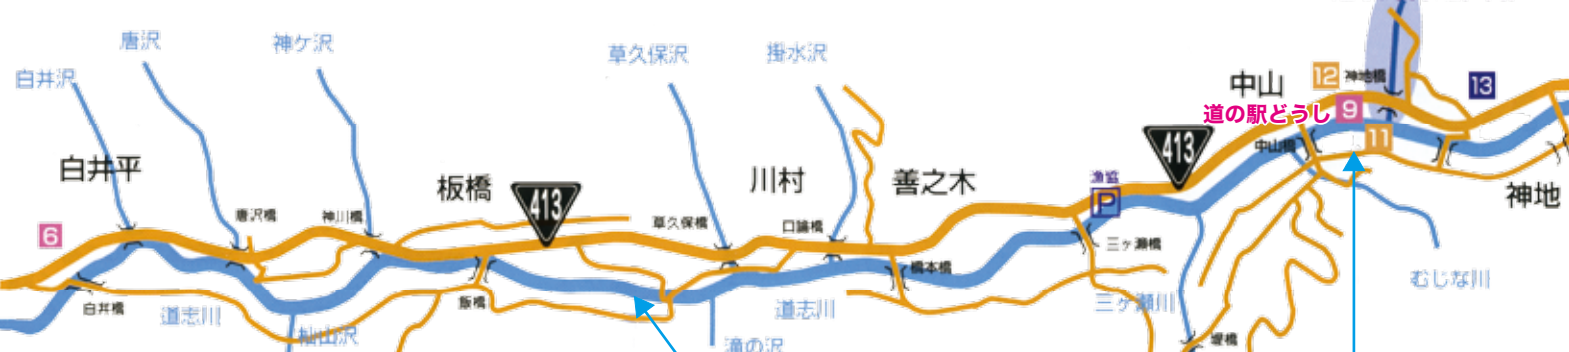 唐沢
神ケ沢
草久保沢
掛水沢
白井沢
中山
12
神地橋
13
道の駅どうし
9
11
413
中山橋
白井平
板橋
413
川村
善之木
漁協
P
神地
6
唐沢橋
神川橋
草久保橋
三ヶ瀬橋
橋本橋
むじな川
白井橋
道志川
飯橋
道志川
三ヶ瀬川
堤橋
滝の沢